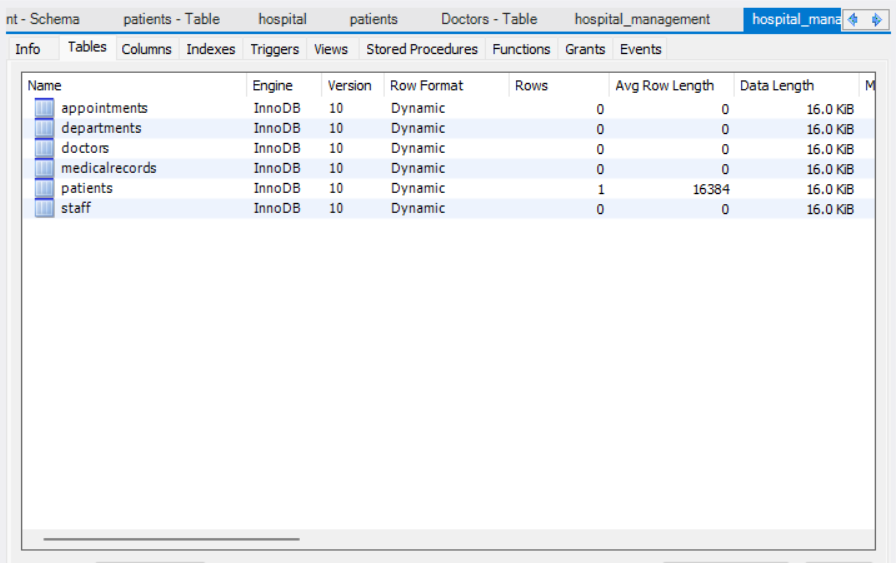 nt - Schema patients - Table hospital patients Doctors - Table hospital_management hospital_mana
Info Tables Columns Indexes Triggers Views Stored Procedures Functions Grants Events
Name Engine Version Row Format Rows Avg Row Length Data Length M
appointments InnoDB 10 Dynamic 0 0 16.0 KiB
departments InnoDB 10 Dynamic 0 0 16.0 KiB
doctors InnoDB 10 Dynamic 0 0 16.0 KiB
medicalrecords InnoDB 10 Dynamic 0 0 16.0 KiB
patients InnoDB 10 Dynamic 1 16384 16.0 KiB
staff InnoDB 10 Dynamic 0 0 16.0 KiB